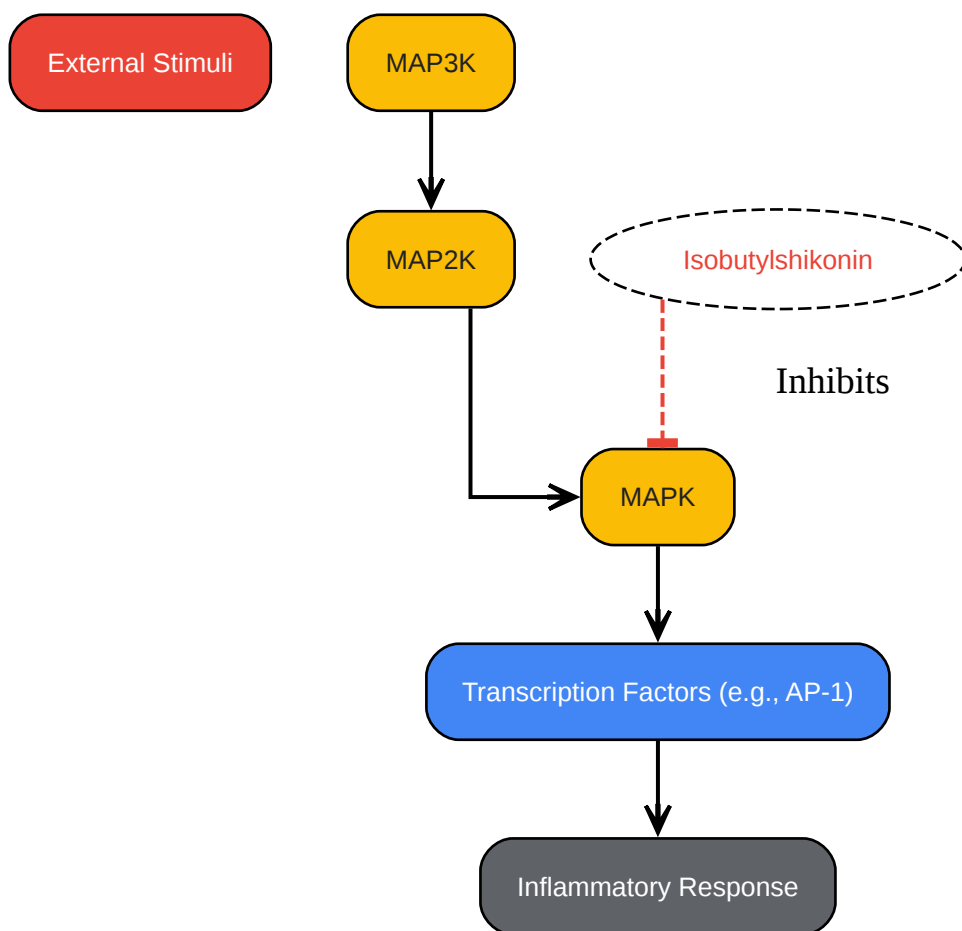 External Stimuli
MAP3K
MAP2K
Isobutylshikonin
Inhibits
MAPK
Transcription Factors (e.g., AP-1)
Inflammatory Response